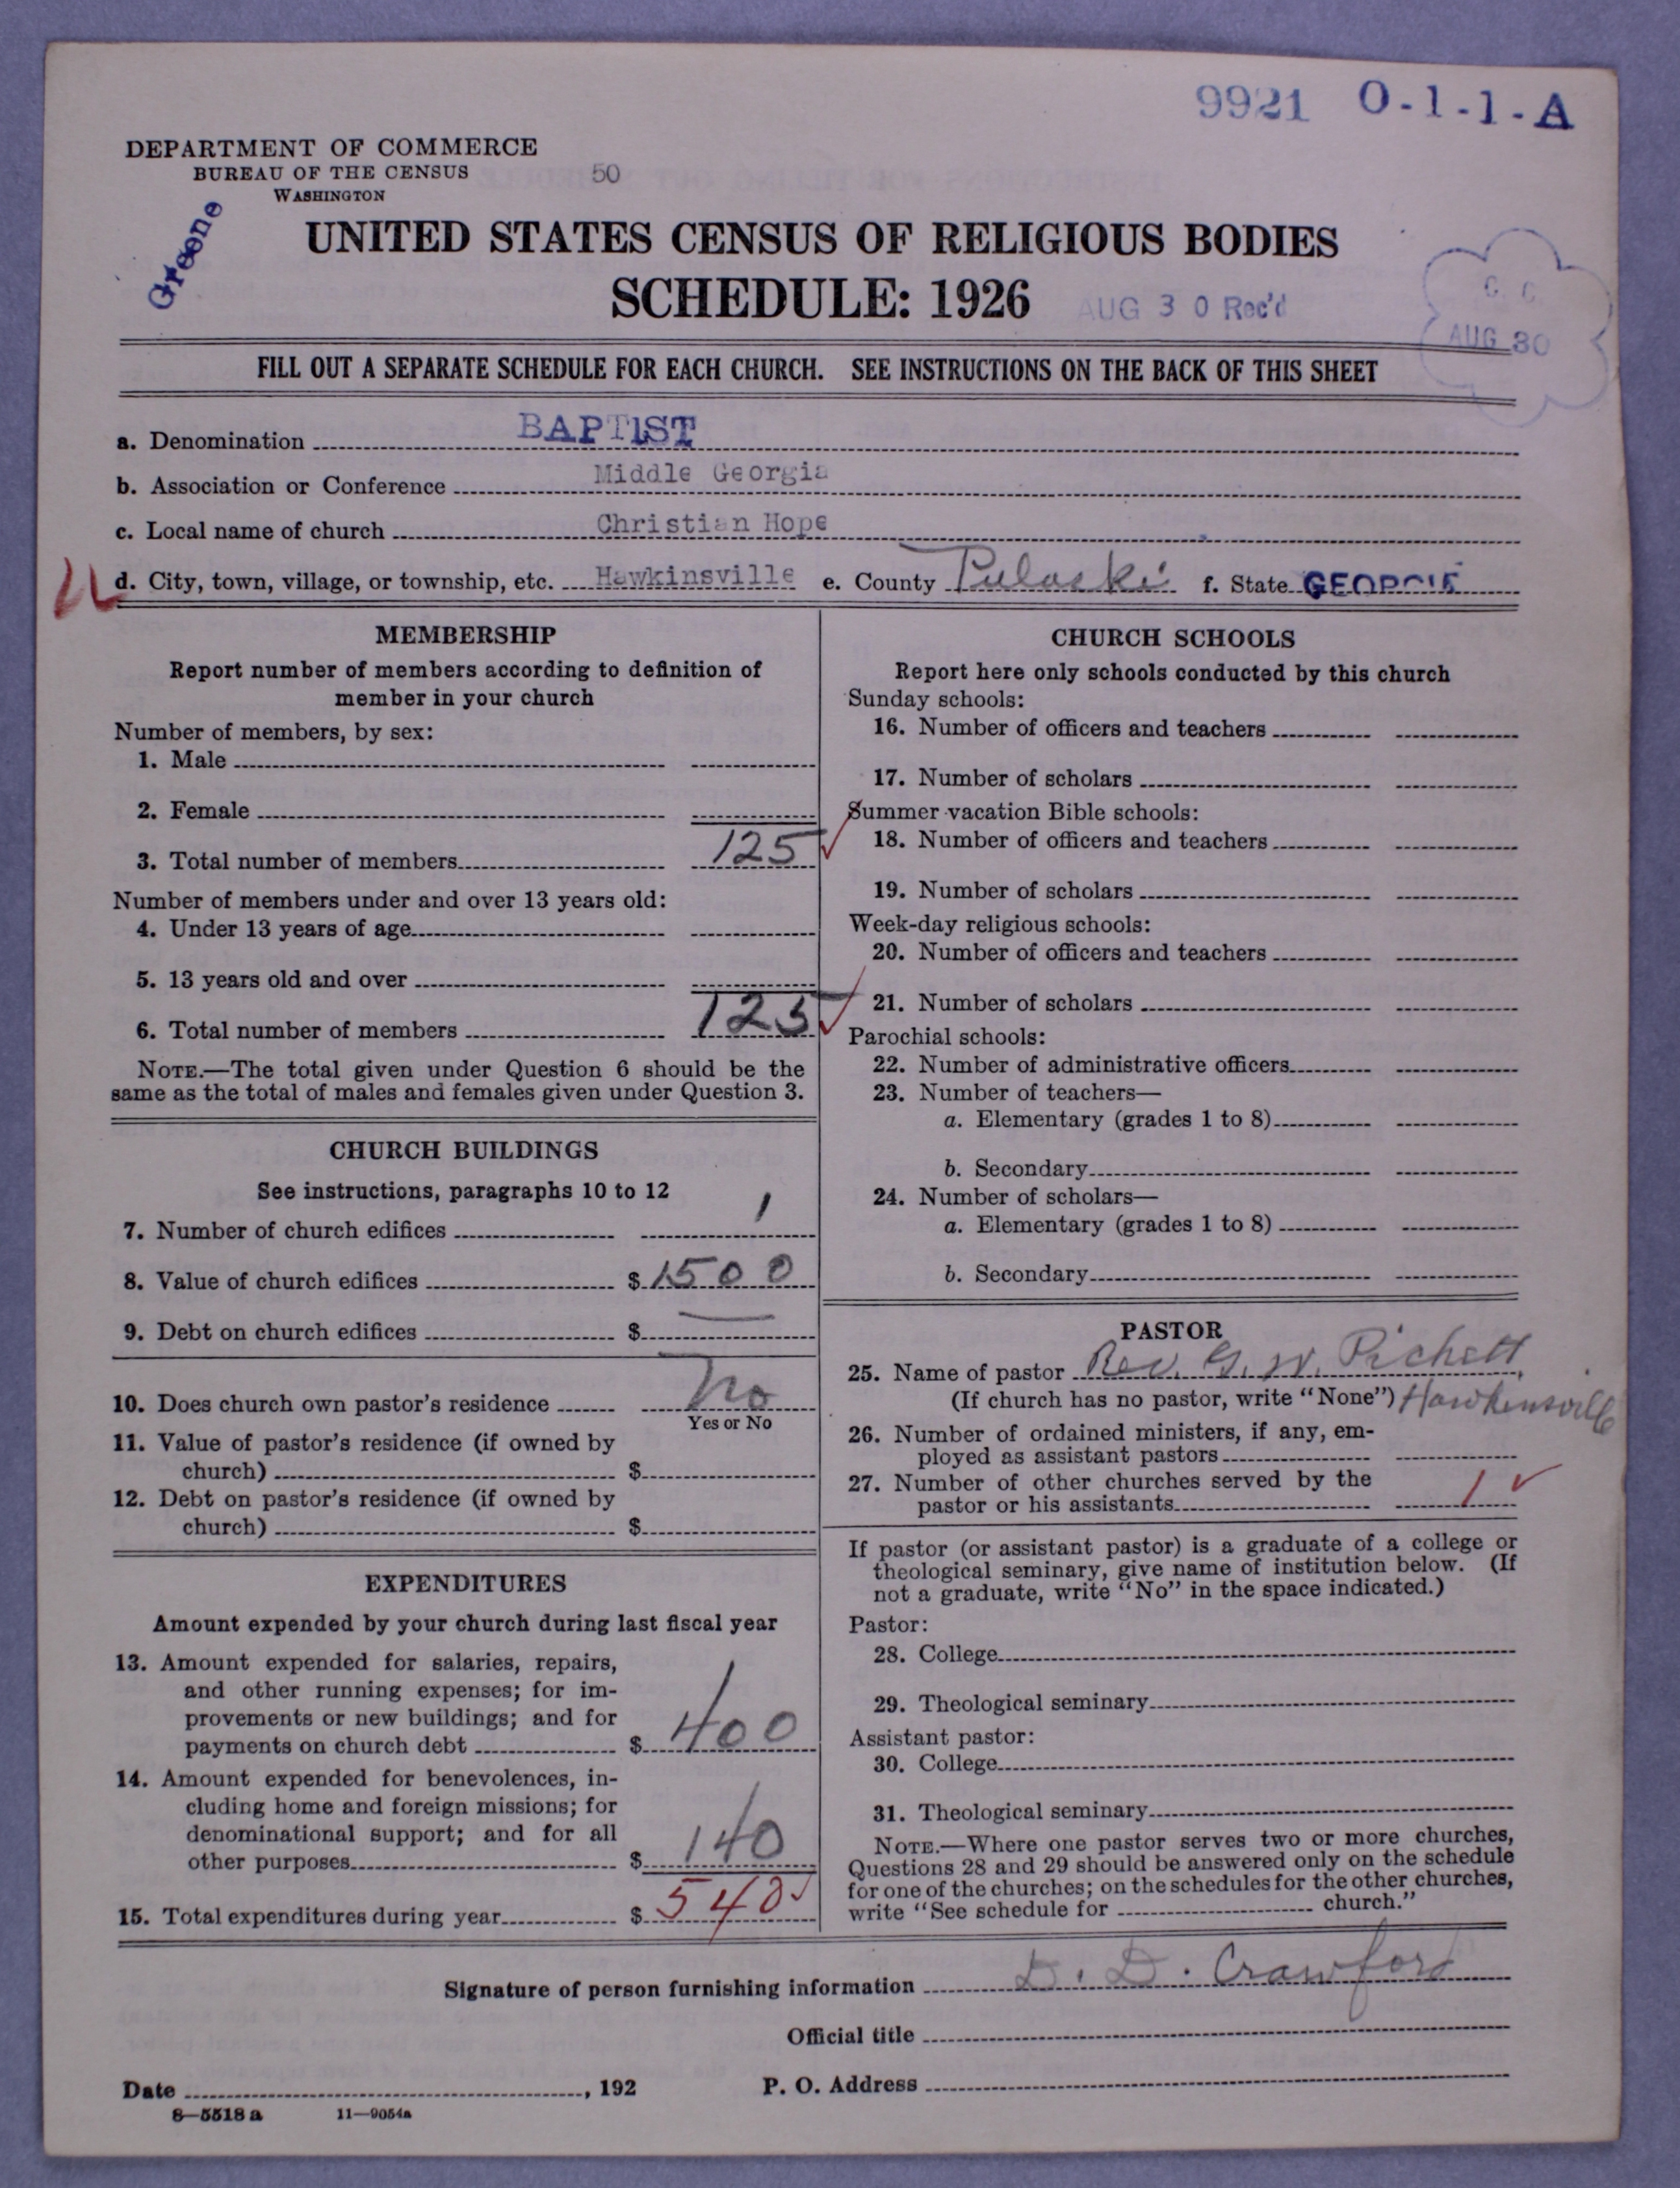 9921 O-1-1-A
DEPARTMENT OF COMMERCE
BUREAU OF THE CENSUS
WASHINGTON
50
Greene
UNITED STATES CENSUS OF RELIGIOUS BODIES
SCHEDULE: 1926
AUG 30 Rec'd
C. C.
AUG 30
FILL OUT A SEPARATE SCHEDULE FOR EACH CHURCH. SEE INSTRUCTIONS ON THE BACK OF THIS SHEET
a. Denomination BAPTIST
b. Association or Conference Middle Georgia
c. Local name of church Christian Hope
d. City, town, village, or township, etc. Hawkinsville e. County Pulaski f. State GEORGIA
MEMBERSHIP
Report number of members according to definition of
member in your church
Number of members, by sex:
1. Male
2. Female
3. Total number of members 125 ✓
Number of members under and over 13 years old:
4. Under 13 years of age
5. 13 years old and over
6. Total number of members 125 ✓
NOTE.—The total given under Question 6 should be the
same as the total of males and females given under Question 3.
CHURCH BUILDINGS
See instructions, paragraphs 10 to 12
7. Number of church edifices 1
8. Value of church edifices $ 1500
9. Debt on church edifices $ —
10. Does church own pastor's residence No
Yes or No
11. Value of pastor's residence (if owned by
church) $
12. Debt on pastor's residence (if owned by
church) $
EXPENDITURES
Amount expended by your church during last fiscal year
13. Amount expended for salaries, repairs,
and other running expenses; for im-
provements or new buildings; and for
payments on church debt $ 400
14. Amount expended for benevolences, in-
cluding home and foreign missions; for
denominational support; and for all
other purposes $ 140
15. Total expenditures during year $ 540 ✓
CHURCH SCHOOLS
Report here only schools conducted by this church
Sunday schools:
16. Number of officers and teachers
17. Number of scholars
Summer vacation Bible schools:
18. Number of officers and teachers
19. Number of scholars
Week-day religious schools:
20. Number of officers and teachers
21. Number of scholars
Parochial schools:
22. Number of administrative officers
23. Number of teachers—
a. Elementary (grades 1 to 8)
b. Secondary
24. Number of scholars—
a. Elementary (grades 1 to 8)
b. Secondary
PASTOR
25. Name of pastor Rev. G. W. Pichett
(If church has no pastor, write "None") Hawkinsville
26. Number of ordained ministers, if any, em-
ployed as assistant pastors
27. Number of other churches served by the
pastor or his assistants 1 ✓
If pastor (or assistant pastor) is a graduate of a college or
theological seminary, give name of institution below. (If
not a graduate, write "No" in the space indicated.)
Pastor:
28. College
29. Theological seminary
Assistant pastor:
30. College
31. Theological seminary
NOTE.—Where one pastor serves two or more churches,
Questions 28 and 29 should be answered only on the schedule
for one of the churches; on the schedules for the other churches,
write "See schedule for church."
Signature of person furnishing information D. D. Crawford
Official title
Date , 192 P. O. Address
8—5518 a 11—9054a